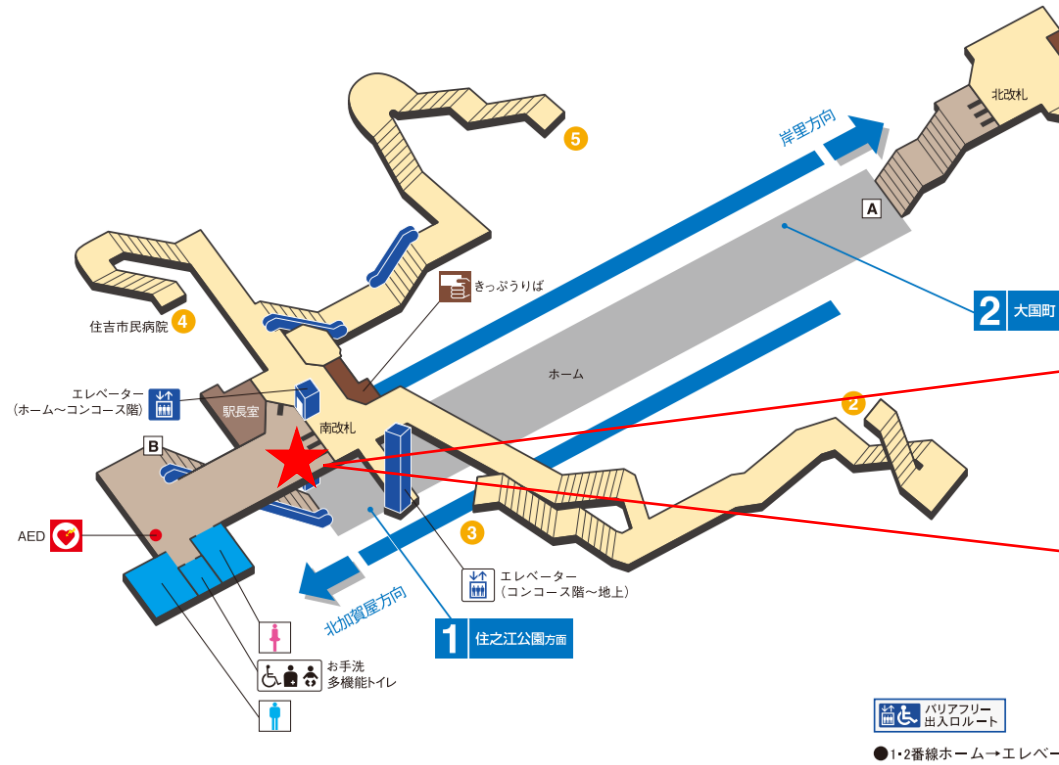 北改札
岸里方向
5
A
きっぷうりば
住吉市民病院 4
2 大国町
ホーム
エレベーター
(ホーム〜コンコース階)
駅長室
南改札
2
B
3
AED
エレベーター
(コンコース階〜地上)
北加賀屋方向
1 住之江公園方面
お手洗
多機能トイレ
バリアフリー
出入口ルート
●1・2番線ホーム→エレベー